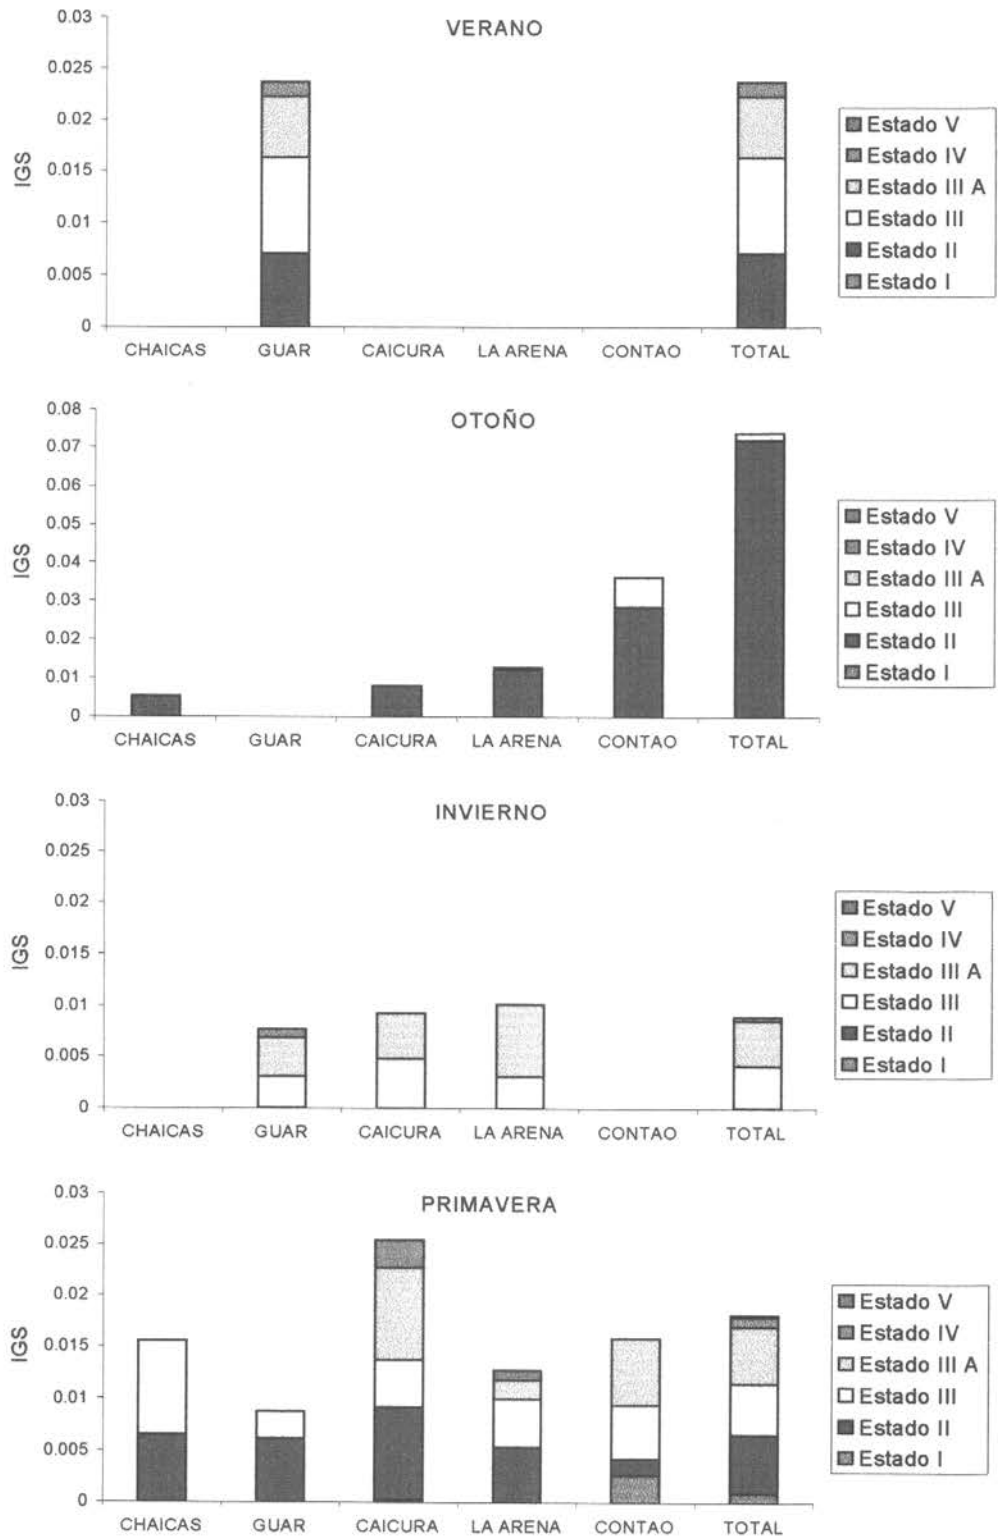 VERANO
0.03
0.025
0.02
0.015
0.01
0.005
0
IGS
CHAICAS GUAR CAICURA LA ARENA CONTAO TOTAL
Estado V
Estado IV
Estado III A
Estado III
Estado II
Estado I
OTOÑO
0.08
0.07
0.06
0.05
0.04
0.03
0.02
0.01
0
IGS
CHAICAS GUAR CAICURA LA ARENA CONTAO TOTAL
Estado V
Estado IV
Estado III A
Estado III
Estado II
Estado I
INVIERNO
0.03
0.025
0.02
0.015
0.01
0.005
0
IGS
CHAICAS GUAR CAICURA LA ARENA CONTAO TOTAL
Estado V
Estado IV
Estado III A
Estado III
Estado II
Estado I
PRIMAVERA
0.03
0.025
0.02
0.015
0.01
0.005
0
IGS
CHAICAS GUAR CAICURA LA ARENA CONTAO TOTAL
Estado V
Estado IV
Estado III A
Estado III
Estado II
Estado I